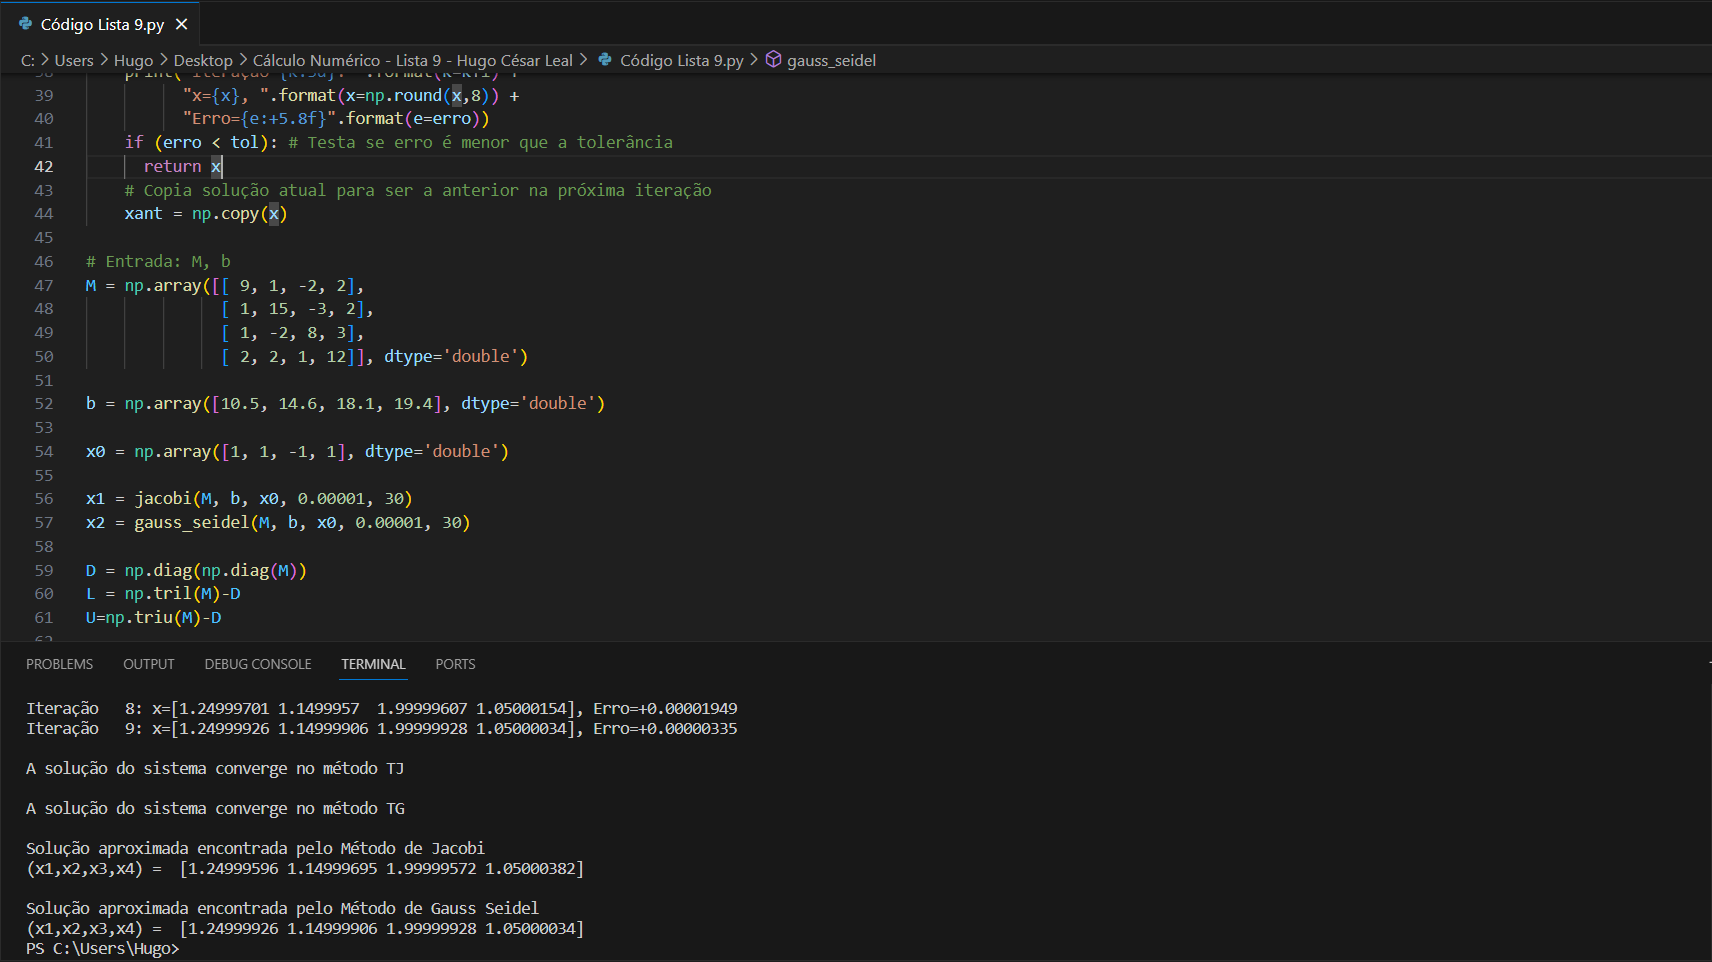 Código Lista 9.py
C: > Users > Hugo > Desktop > Cálculo Numérico - Lista 9 - Hugo César Leal > Código Lista 9.py > gauss_seidel
39 "x={x}, ".format(x=np.round(x,8)) +
40 "Erro={e:+5.8f}".format(e=erro))
41 if (erro < tol): # Testa se erro é menor que a tolerância
42 return x
43 # Copia solução atual para ser a anterior na próxima iteração
44 xant = np.copy(x)
45
46 # Entrada: M, b
47 M = np.array([[ 9, 1, -2, 2],
48 [ 1, 15, -3, 2],
49 [ 1, -2, 8, 3],
50 [ 2, 2, 1, 12]], dtype='double')
51
52 b = np.array([10.5, 14.6, 18.1, 19.4], dtype='double')
53
54 x0 = np.array([1, 1, -1, 1], dtype='double')
55
56 x1 = jacobi(M, b, x0, 0.00001, 30)
57 x2 = gauss_seidel(M, b, x0, 0.00001, 30)
58
59 D = np.diag(np.diag(M))
60 L = np.tril(M)-D
61 U=np.triu(M)-D
PROBLEMS OUTPUT DEBUG CONSOLE TERMINAL PORTS
Iteração 8: x=[1.24999701 1.1499957 1.99999607 1.05000154], Erro=+0.00001949
Iteração 9: x=[1.24999926 1.14999906 1.99999928 1.05000034], Erro=+0.00000335
A solução do sistema converge no método TJ
A solução do sistema converge no método TG
Solução aproximada encontrada pelo Método de Jacobi
(x1,x2,x3,x4) = [1.24999596 1.14999695 1.99999572 1.05000382]
Solução aproximada encontrada pelo Método de Gauss Seidel
(x1,x2,x3,x4) = [1.24999926 1.14999906 1.99999928 1.05000034]
PS C:\Users\Hugo>